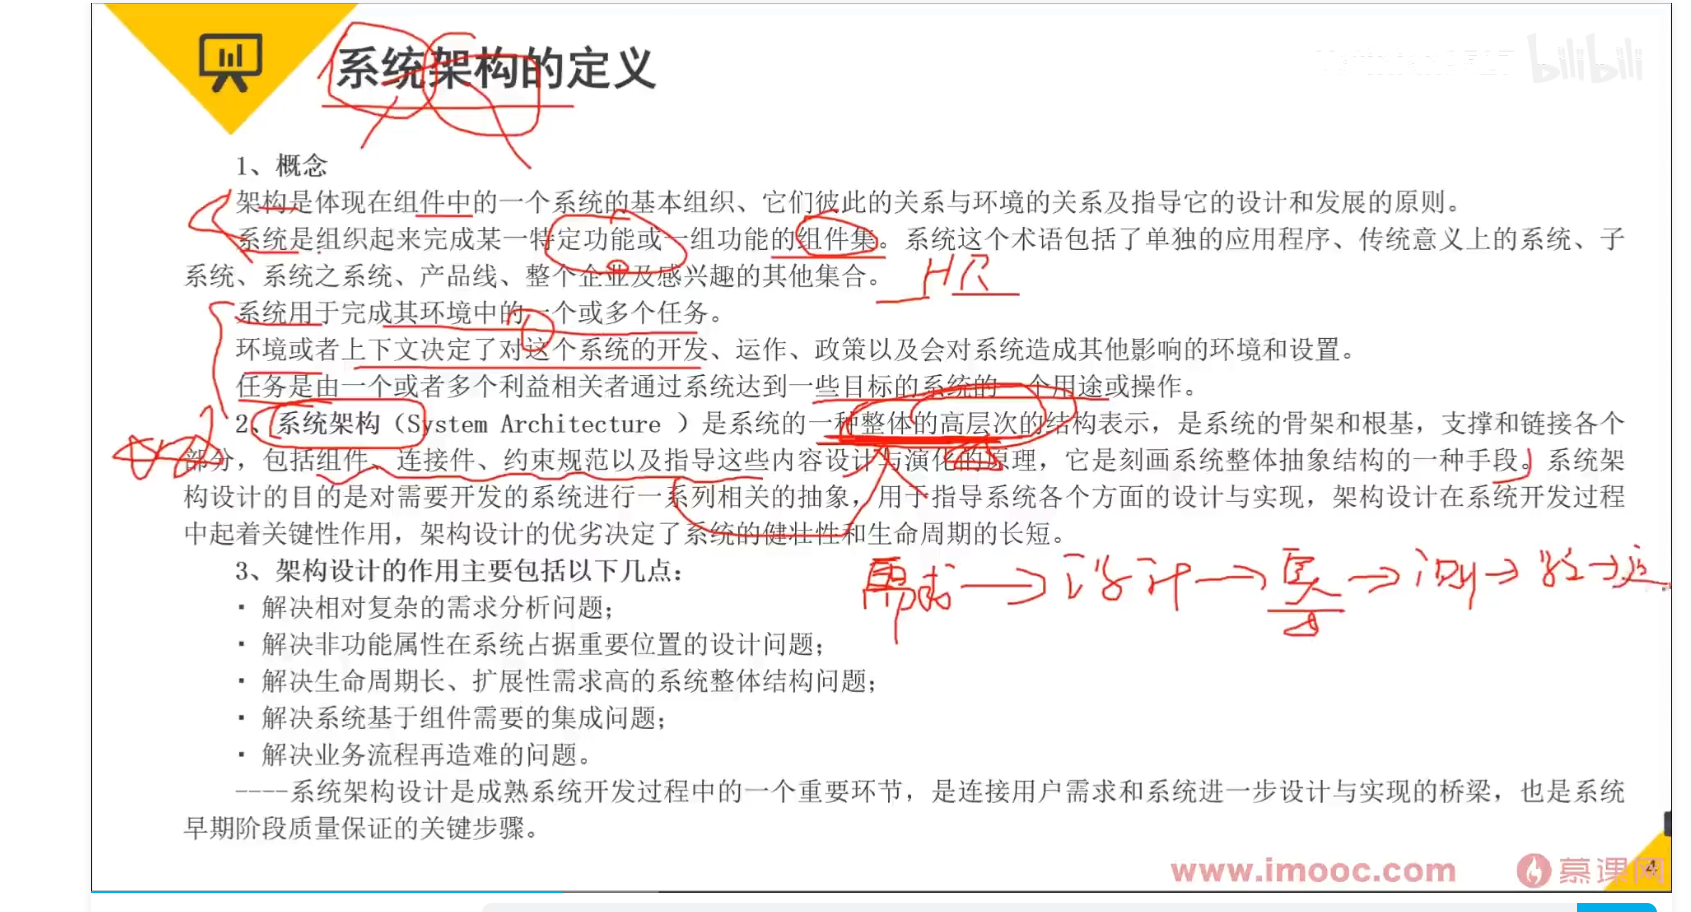 系统架构的定义
bilibili
1、概念
架构是体现在组件中的一个系统的基本组织、它们彼此的关系与环境的关系及指导它的设计和发展的原则。
系统是组织起来完成某一特定功能或一组功能的组件集。系统这个术语包括了单独的应用程序、传统意义上的系统、子
系统、系统之系统、产品线、整个企业及感兴趣的其他集合。
HR
系统用于完成其环境中的一个或多个任务。
环境或者上下文决定了对这个系统的开发、运作、政策以及会对系统造成其他影响的环境和设置。
任务是由一个或者多个利益相关者通过系统达到一些目标的系统的一个用途或操作。
2、系统架构（System Architecture ）是系统的一种整体的高层次的结构表示，是系统的骨架和根基，支撑和链接各个
部分，包括组件、连接件、约束规范以及指导这些内容设计与演化的原理，它是刻画系统整体抽象结构的一种手段。系统架
构设计的目的是对需要开发的系统进行一系列相关的抽象，用于指导系统各个方面的设计与实现，架构设计在系统开发过程
中起着关键性作用，架构设计的优劣决定了系统的健壮性和生命周期的长短。
3、架构设计的作用主要包括以下几点：
需求→设计→→测→验→运
· 解决相对复杂的需求分析问题；
· 解决非功能属性在系统占据重要位置的设计问题；
· 解决生命周期长、扩展性需求高的系统整体结构问题；
· 解决系统基于组件需要的集成问题；
· 解决业务流程再造难的问题。
----系统架构设计是成熟系统开发过程中的一个重要环节，是连接用户需求和系统进一步设计与实现的桥梁，也是系统
早期阶段质量保证的关键步骤。
www.imooc.com 慕课网
4